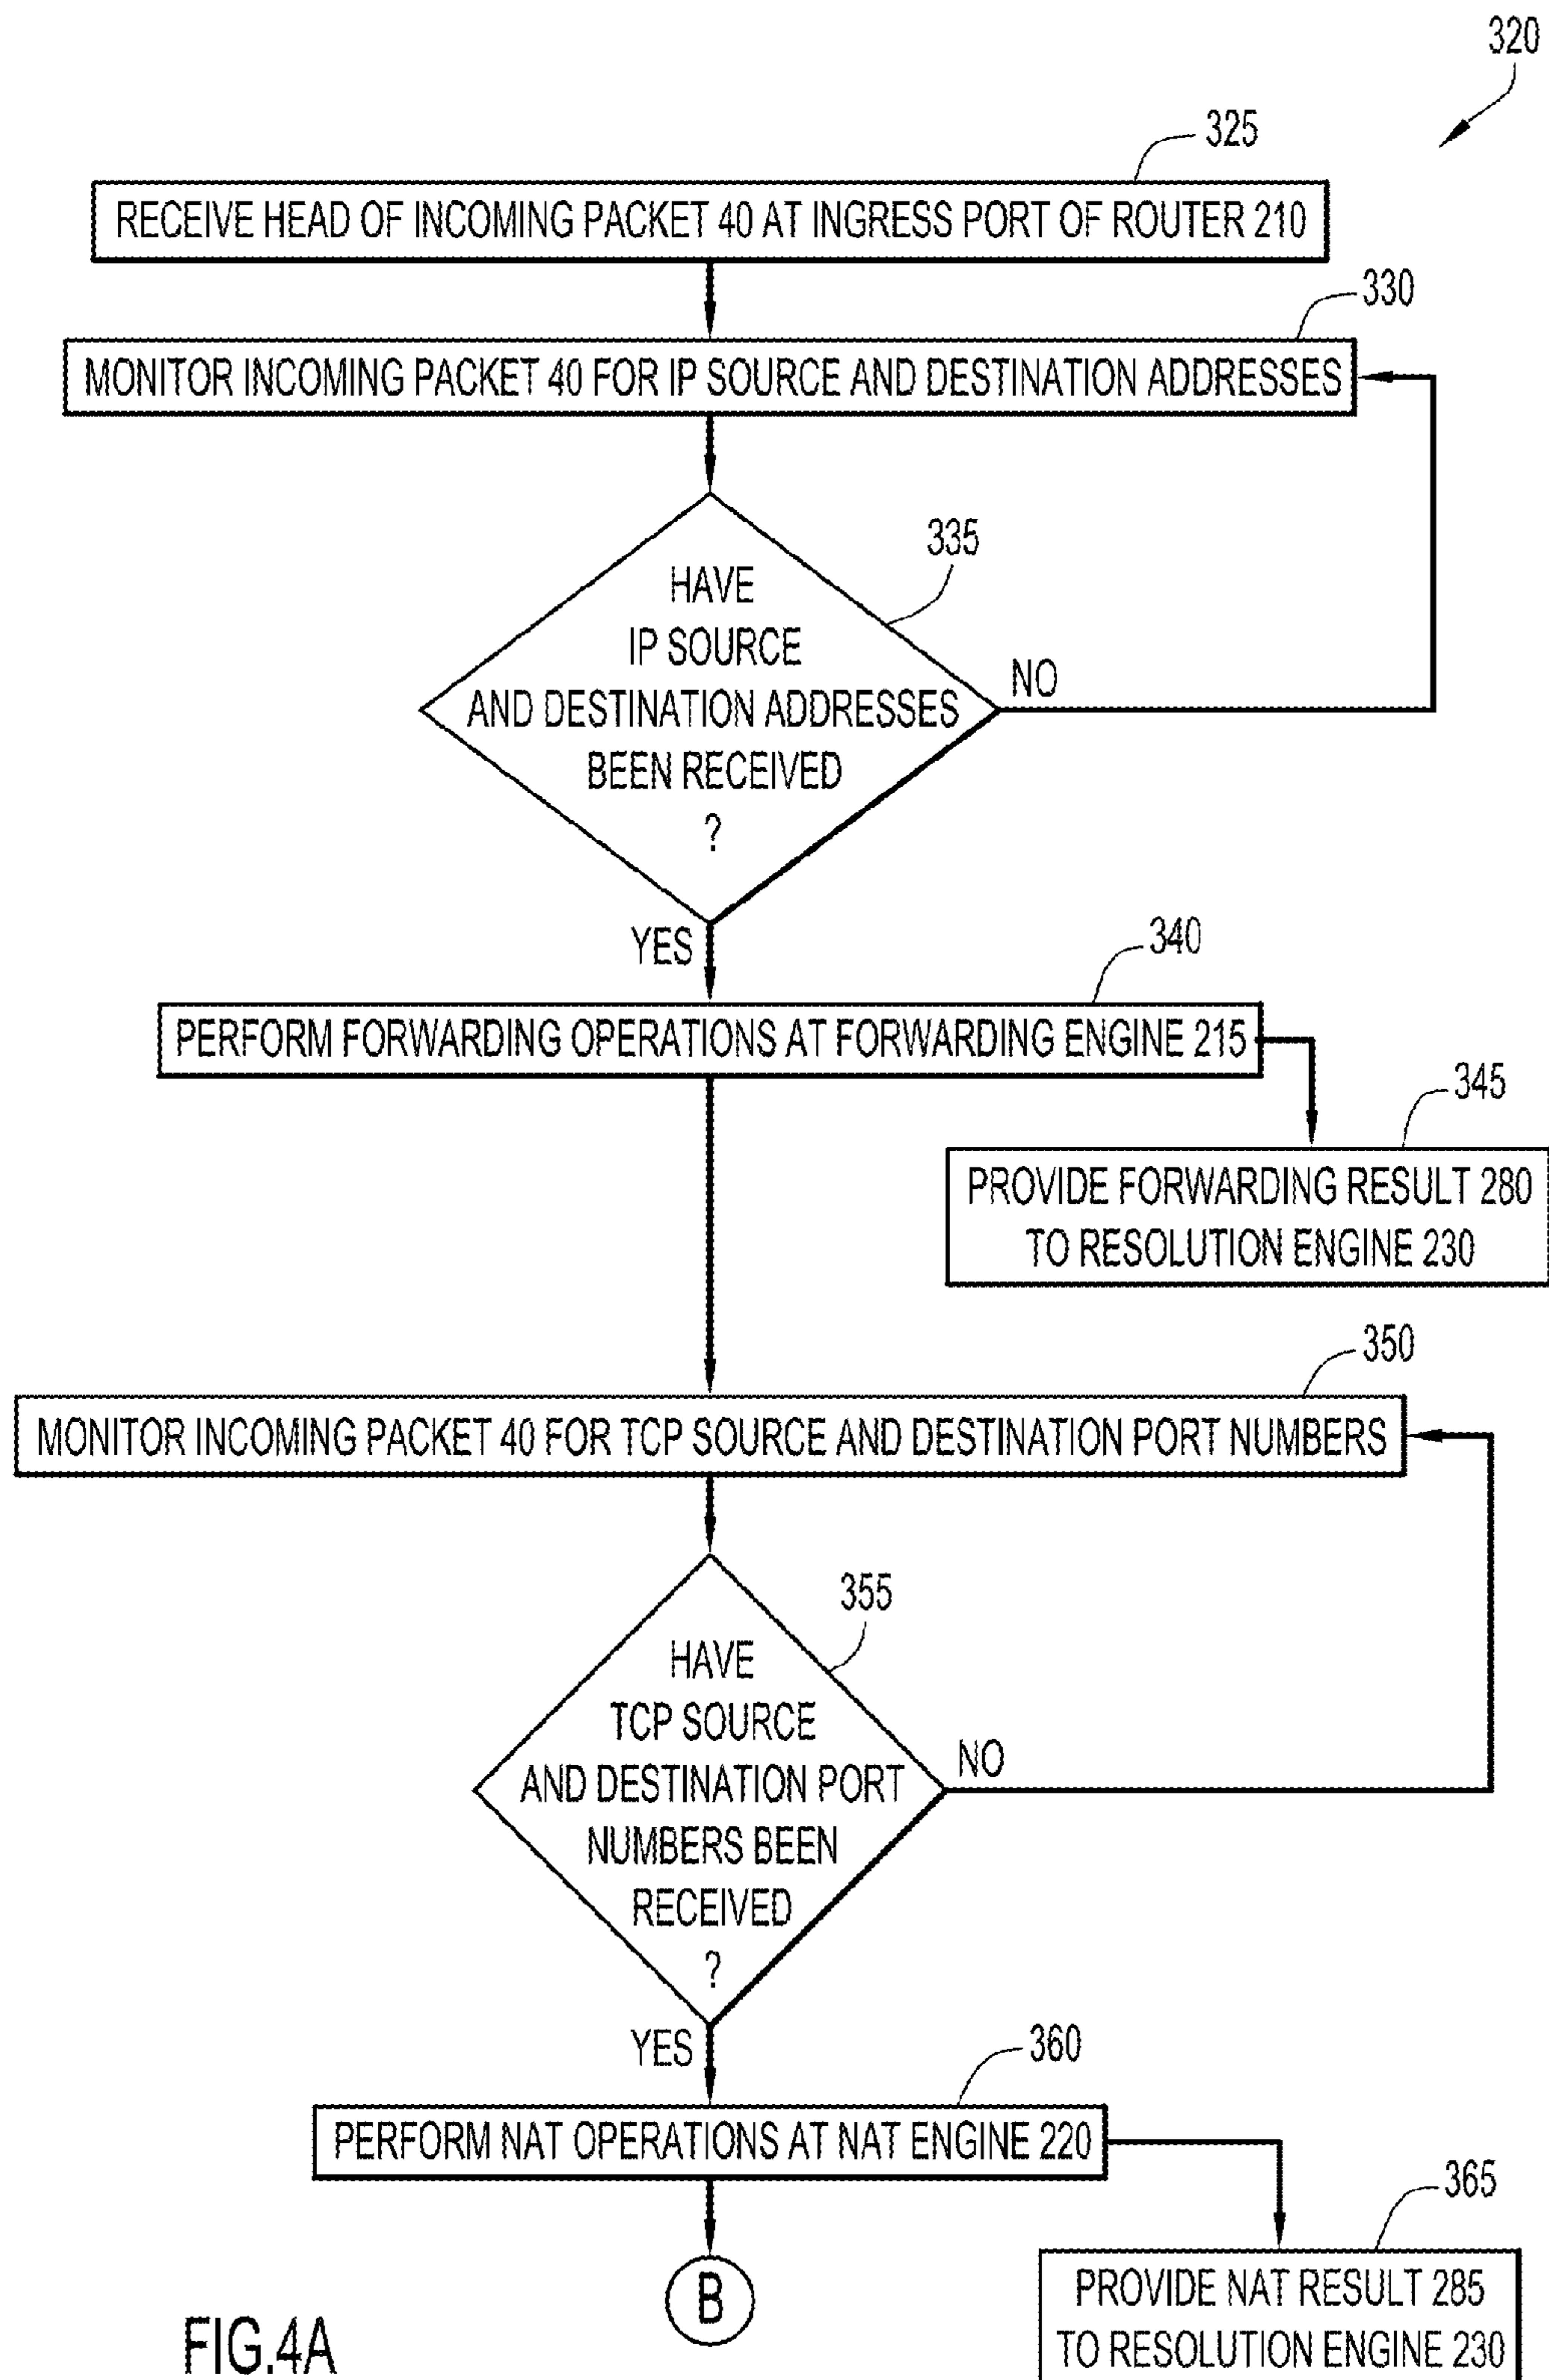 320
325
RECEIVE HEAD OF INCOMING PACKET 40 AT INGRESS PORT OF ROUTER 210
330
MONITOR INCOMING PACKET 40 FOR IP SOURCE AND DESTINATION ADDRESSES
335
HAVE
IP SOURCE
AND DESTINATION ADDRESSES
BEEN RECEIVED
?
NO
YES
340
PERFORM FORWARDING OPERATIONS AT FORWARDING ENGINE 215
345
PROVIDE FORWARDING RESULT 280
TO RESOLUTION ENGINE 230
350
MONITOR INCOMING PACKET 40 FOR TCP SOURCE AND DESTINATION PORT NUMBERS
355
HAVE
TCP SOURCE
AND DESTINATION PORT
NUMBERS BEEN
RECEIVED
?
NO
YES
360
PERFORM NAT OPERATIONS AT NAT ENGINE 220
365
PROVIDE NAT RESULT 285
TO RESOLUTION ENGINE 230
B
FIG.4A